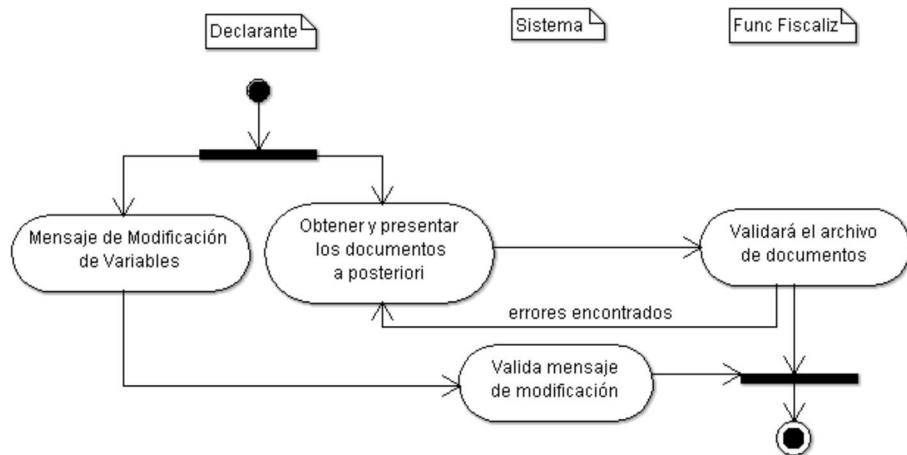 Declarante
Sistema
Func Fiscaliz
Mensaje de Modificación
de Variables
Obtener y presentar
los documentos
a posteriori
Validará el archivo
de documentos
errores encontrados
Valida mensaje
de modificación